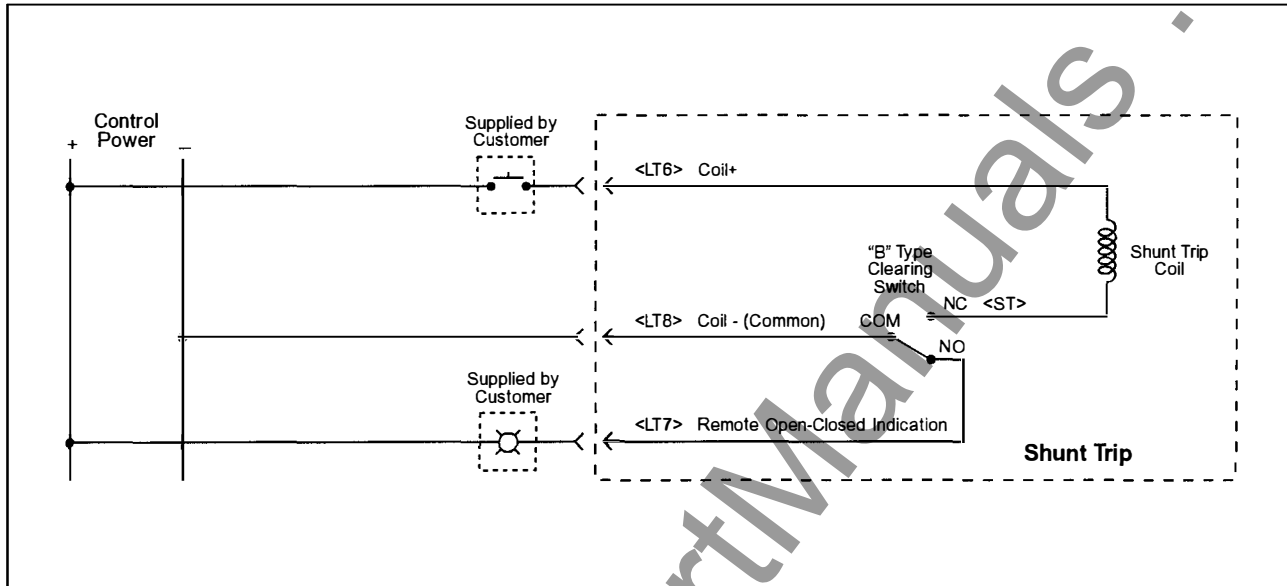 Control
Power
+
–
Supplied by
Customer
<LT6> Coil+
"B" Type
Clearing
Switch
Shunt Trip
Coil
NC <ST>
<LT8> Coil - (Common)
COM
NO
Supplied by
Customer
<LT7> Remote Open-Closed Indication
Shunt Trip
rtManuals .